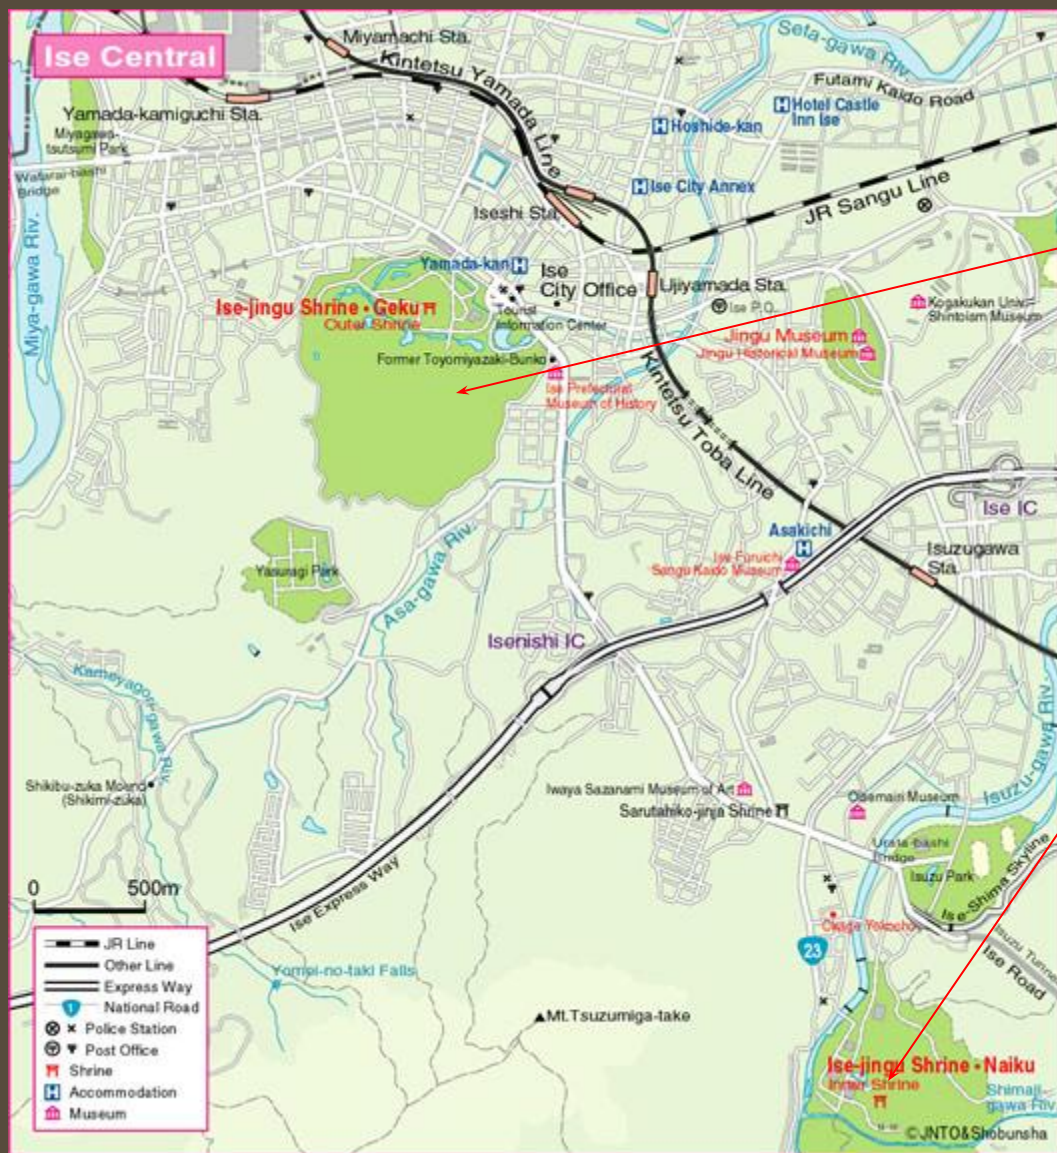 Ise Central
Miyamachi Sta.
Kintetsu Yamada Line
Yamada-kamiguchi Sta.
Miyagawa-
tsutsumi Park
Watarai-bashi
Bridge
Miya-gawa Riv.
Seta-gawa Riv.
Futami Kaido Road
H Hotel Castle
Inn Ise
H Hoshide-kan
H Ise City Annex
JR Sangu Line
Iseshi Sta.
Yamada-kan H
Ise
City Office
Ujiyamada Sta.
Ise P.O.
Ise-jingu Shrine • Geku
Outer Shrine
Tourist
Information Center
Former Toyomiyazaki-Bunko
Ise Prefectural
Museum of History
Kogakukan Univ.
Shintoism Museum
Jingu Museum
Jingu Historical Museum
Kintetsu Toba Line
Ise IC
Asakichi
H
Ise-Furuichi
Sangu Kaido Museum
Isuzugawa
Sta.
Yasuragi Park
Asa-gawa Riv.
Isenishi IC
Kameyagori-gawa Riv.
Isuzu-gawa Riv.
Shikibu-zuka Mound
(Shikimi-zuka)
Iwaya Sazanami Museum of Art
Sarutahiko-jinja Shrine
Museum
Urata-bashi
Bridge
Isuzu Park
Ise-Shima Skyline
0 500m
Ise Express Way
Okage Yokocho
23
Isuzu Tunnel
Ise Road
JR Line
Other Line
Express Way
1 National Road
Police Station
Post Office
Shrine
H Accommodation
Museum
Yomei-no-taki Falls
Mt.Tsuzumiga-take
Ise-jingu Shrine • Naiku
Inner Shrine
Shimaji-
gawa Riv.
©JNTO&Shobunsha